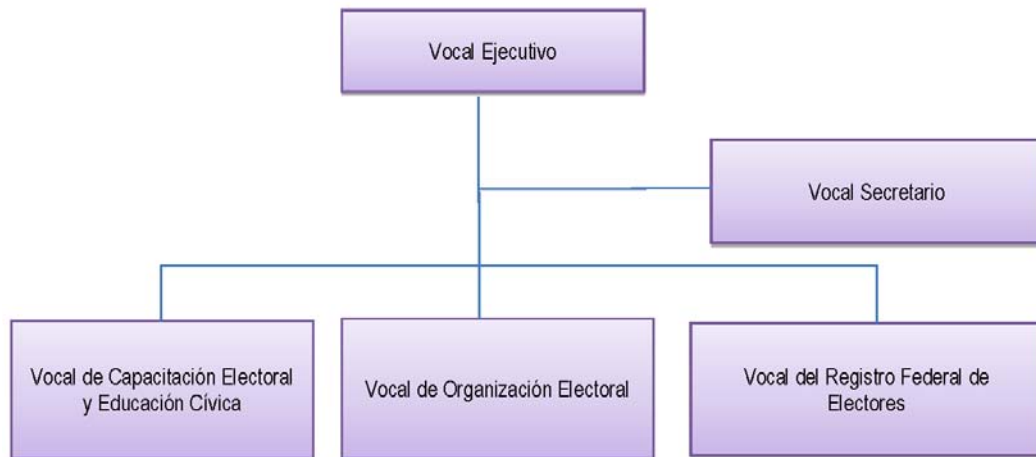 Vocal Ejecutivo
Vocal Secretario
Vocal de Capacitación Electoral
y Educación Cívica
Vocal de Organización Electoral
Vocal del Registro Federal de
Electores